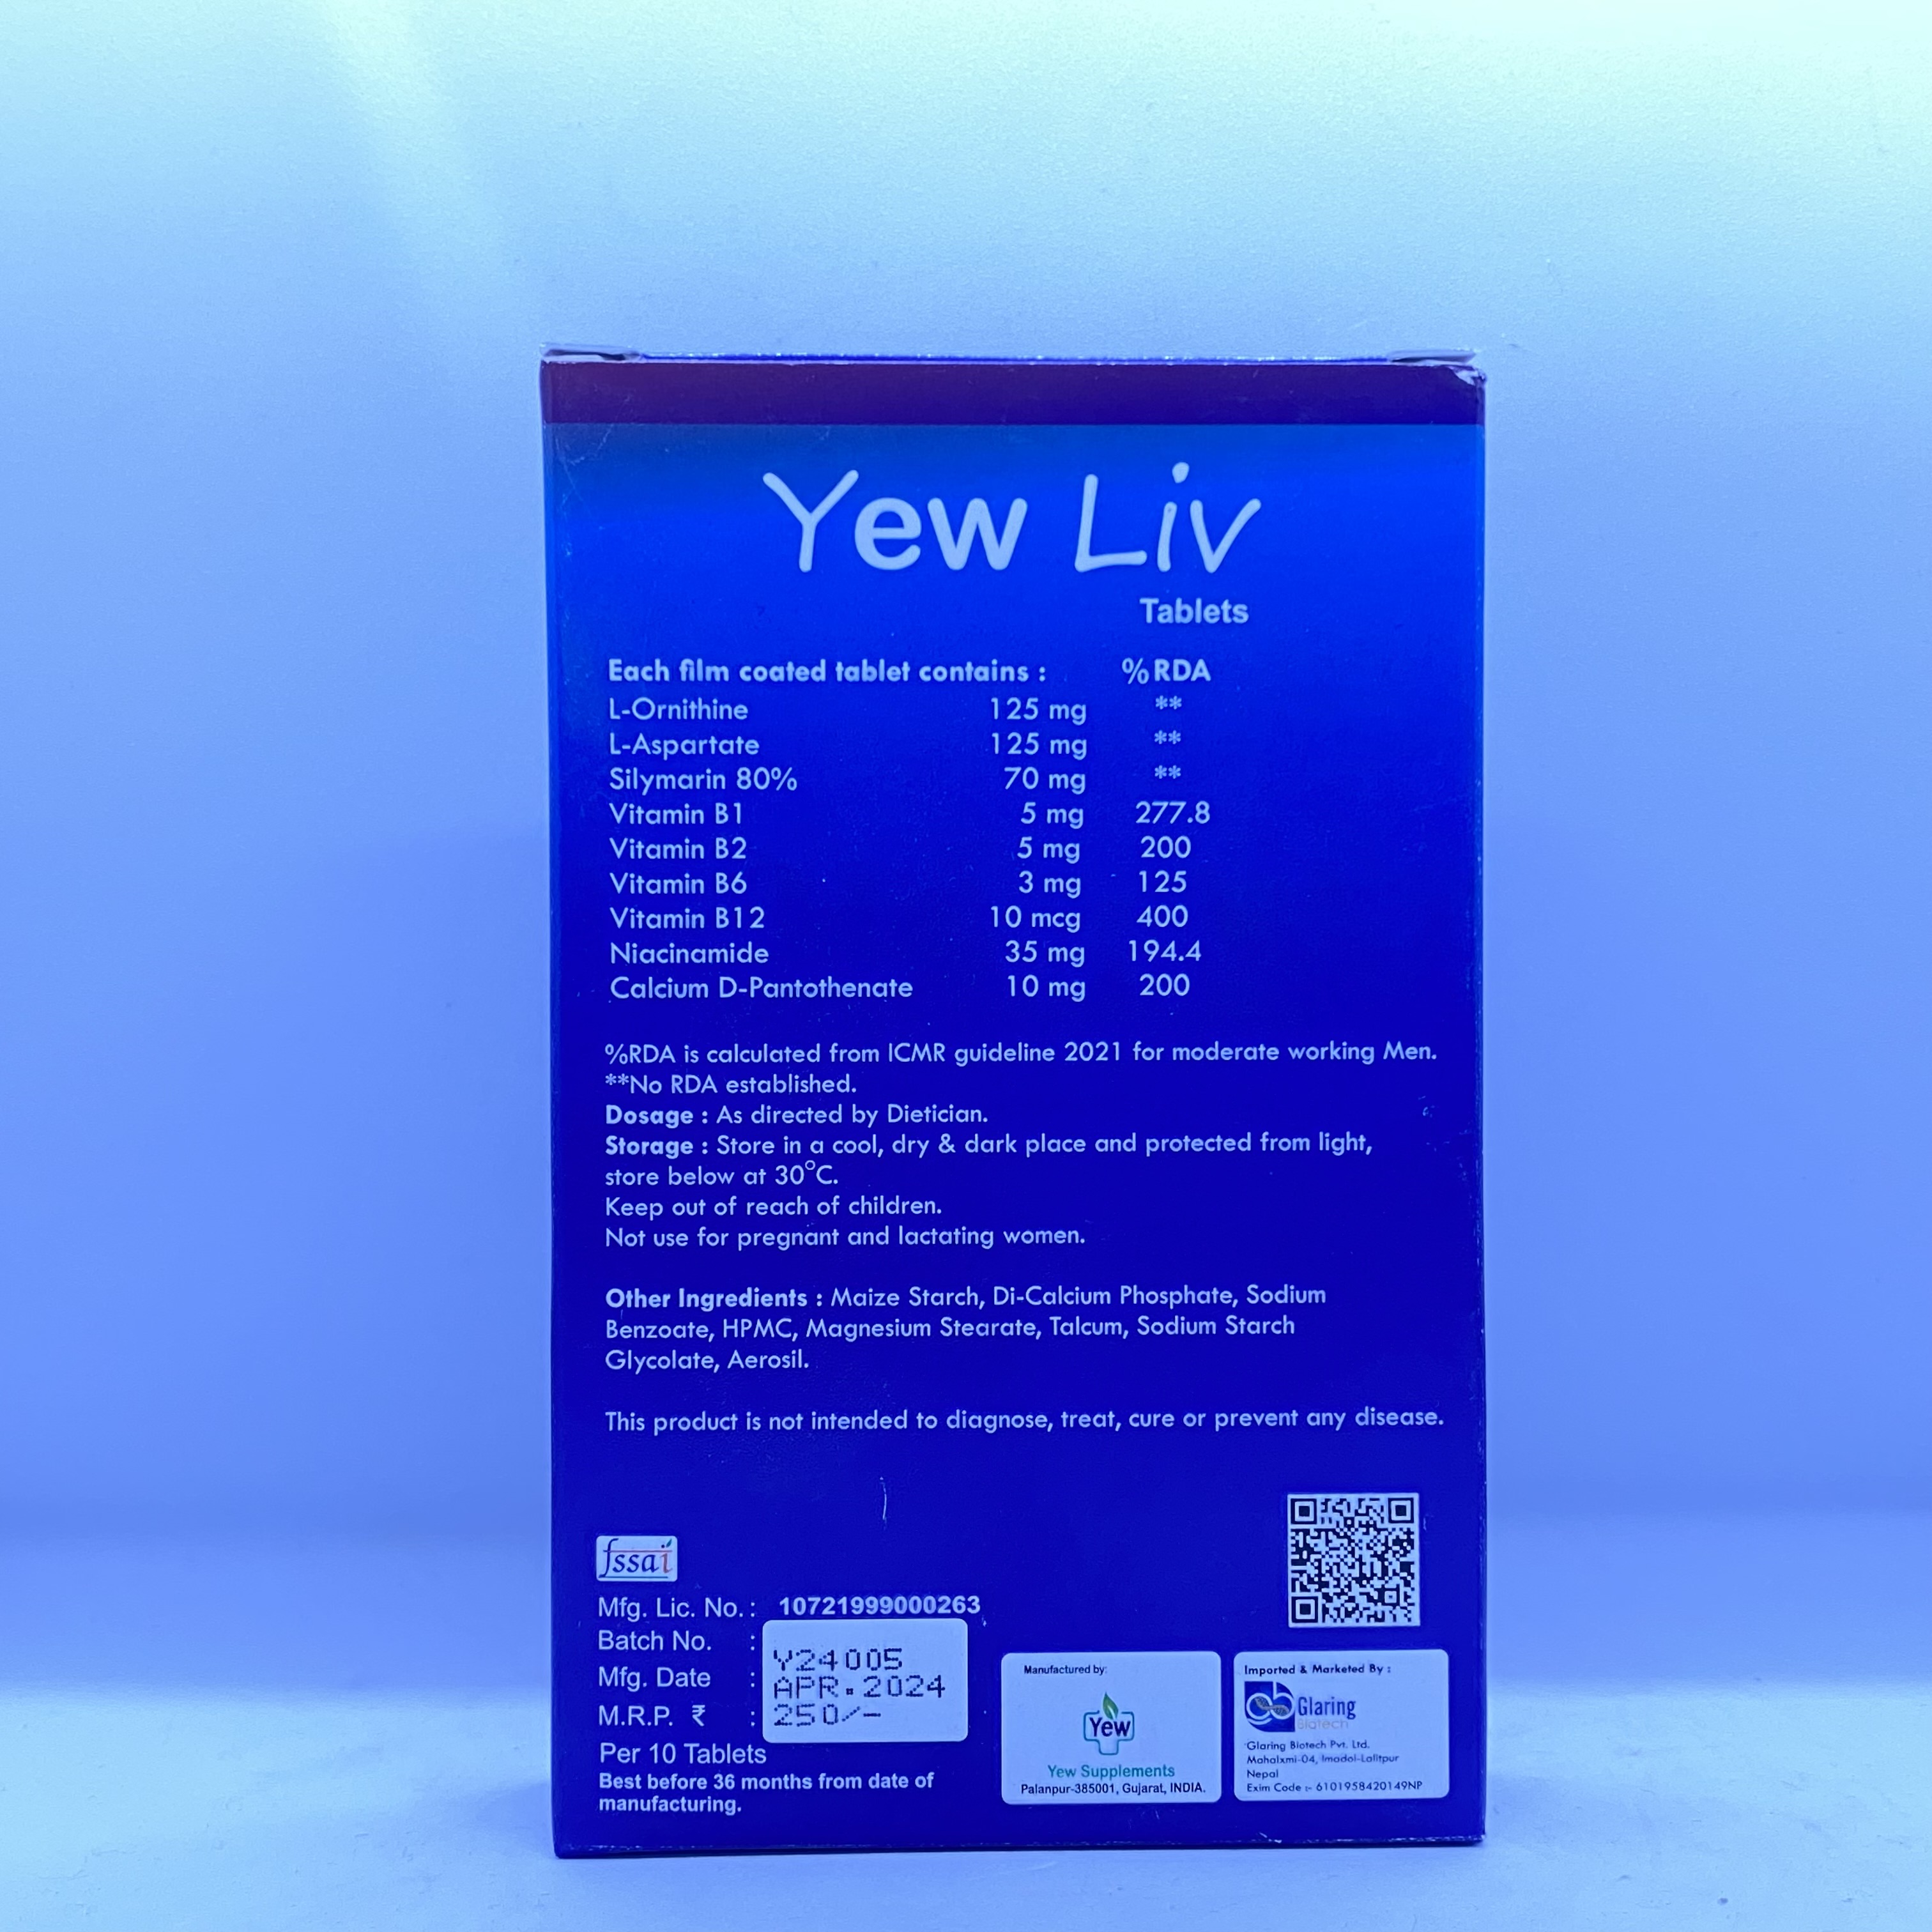 Yew Liv
Tablets
Each film coated tablet contains : % RDA
L-Ornithine 125 mg **
L-Aspartate 125 mg **
Silymarin 80% 70 mg **
Vitamin B1 5 mg 277.8
Vitamin B2 5 mg 200
Vitamin B6 3 mg 125
Vitamin B12 10 mcg 400
Niacinamide 35 mg 194.4
Calcium D-Pantothenate 10 mg 200
%RDA is calculated from ICMR guideline 2021 for moderate working Men.
**No RDA established.
Dosage : As directed by Dietician.
Storage : Store in a cool, dry & dark place and protected from light,
store below at 30°C.
Keep out of reach of children.
Not use for pregnant and lactating women.
Other Ingredients : Maize Starch, Di-Calcium Phosphate, Sodium
Benzoate, HPMC, Magnesium Stearate, Talcum, Sodium Starch
Glycolate, Aerosil.
This product is not intended to diagnose, treat, cure or prevent any disease.
fssai
Mfg. Lic. No. : 10721999000263
Batch No. : Y24005
Mfg. Date : APR.2024
M.R.P. ₹ : 250/-
Per 10 Tablets
Best before 36 months from date of
manufacturing.
Manufactured by:
Yew
Yew Supplements
Palanpur-385001, Gujarat, INDIA.
Imported & Marketed By :
Glaring
Biotech
Glaring Biotech Pvt. Ltd.
Mahalxmi-04, Imadol-Lalitpur
Nepal
Exim Code :- 6101958420149NP